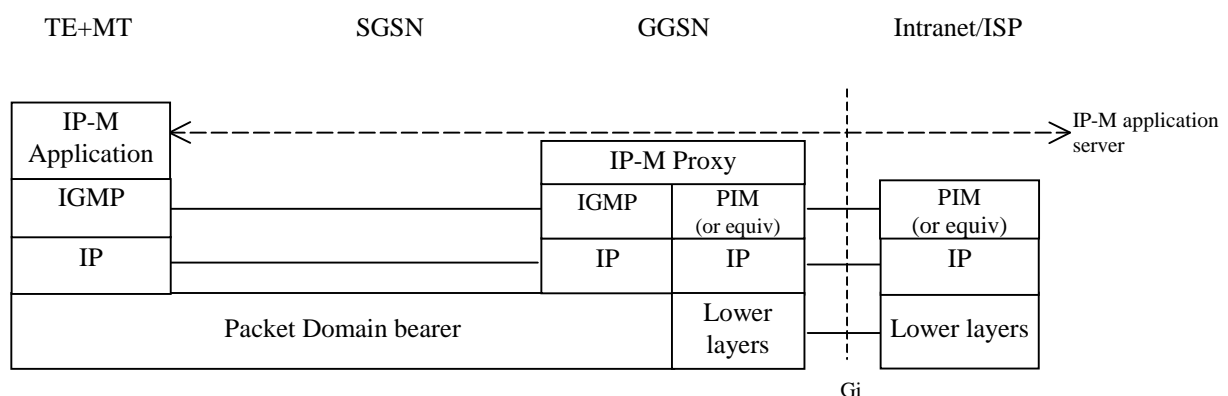 TE+MT
SGSN
GGSN
Intranet/ISP
IP-M
Application
IP-M application
server
IP-M Proxy
IGMP
IGMP
PIM
(or equiv)
PIM
(or equiv)
IP
IP
IP
IP
Packet Domain bearer
Lower
layers
Lower layers
Gi